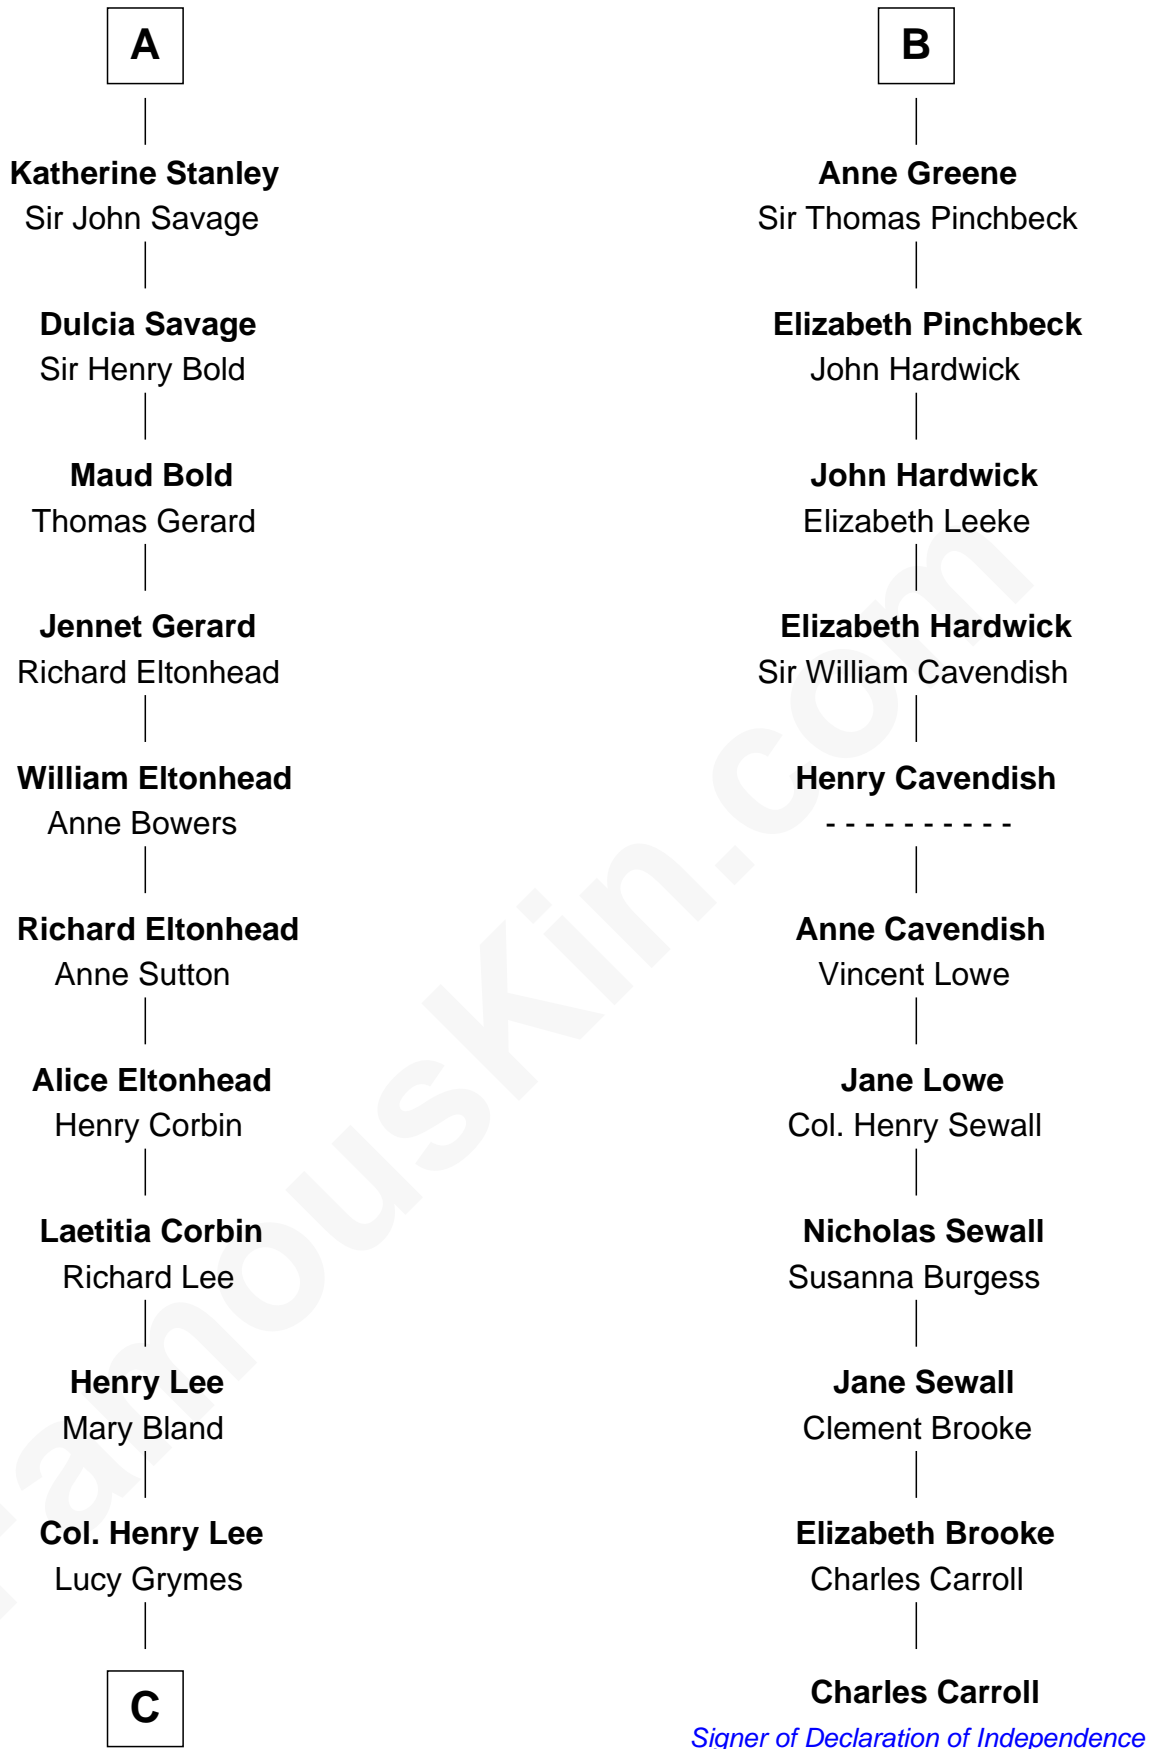 A
Katherine Stanley
Sir John Savage
Dulcia Savage
Sir Henry Bold
Maud Bold
Thomas Gerard
Jennet Gerard
Richard Eltonhead
William Eltonhead
Anne Bowers
Richard Eltonhead
Anne Sutton
Alice Eltonhead
Henry Corbin
Laetitia Corbin
Richard Lee
Henry Lee
Mary Bland
Col. Henry Lee
Lucy Grymes
C
B
Anne Greene
Sir Thomas Pinchbeck
Elizabeth Pinchbeck
John Hardwick
John Hardwick
Elizabeth Leeke
Elizabeth Hardwick
Sir William Cavendish
Henry Cavendish
- - - - - - - - - -
Anne Cavendish
Vincent Lowe
Jane Lowe
Col. Henry Sewall
Nicholas Sewall
Susanna Burgess
Jane Sewall
Clement Brooke
Elizabeth Brooke
Charles Carroll
Charles Carroll
Signer of Declaration of Independence
FamousKin.com